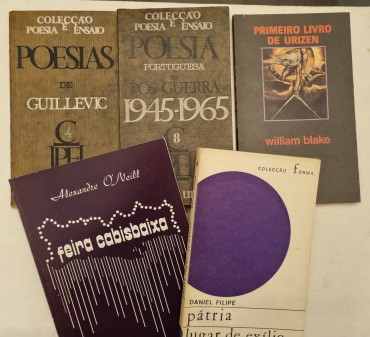 COLECÇÃO
POESIA E ENSAIO
POESIAS
DE
GUILLEVIC
4
COLECÇÃO
POESIA E ENSAIO
POESIA
PORTUGUESA
PÓS-GUERRA
1945-1965
8
PRIMEIRO LIVRO
DE URIZEN
william blake
Alexandre O'Neill
feira cabisbaixa
COLECÇÃO FORMA
DANIEL FILIPE
pátria
lugar de exílio